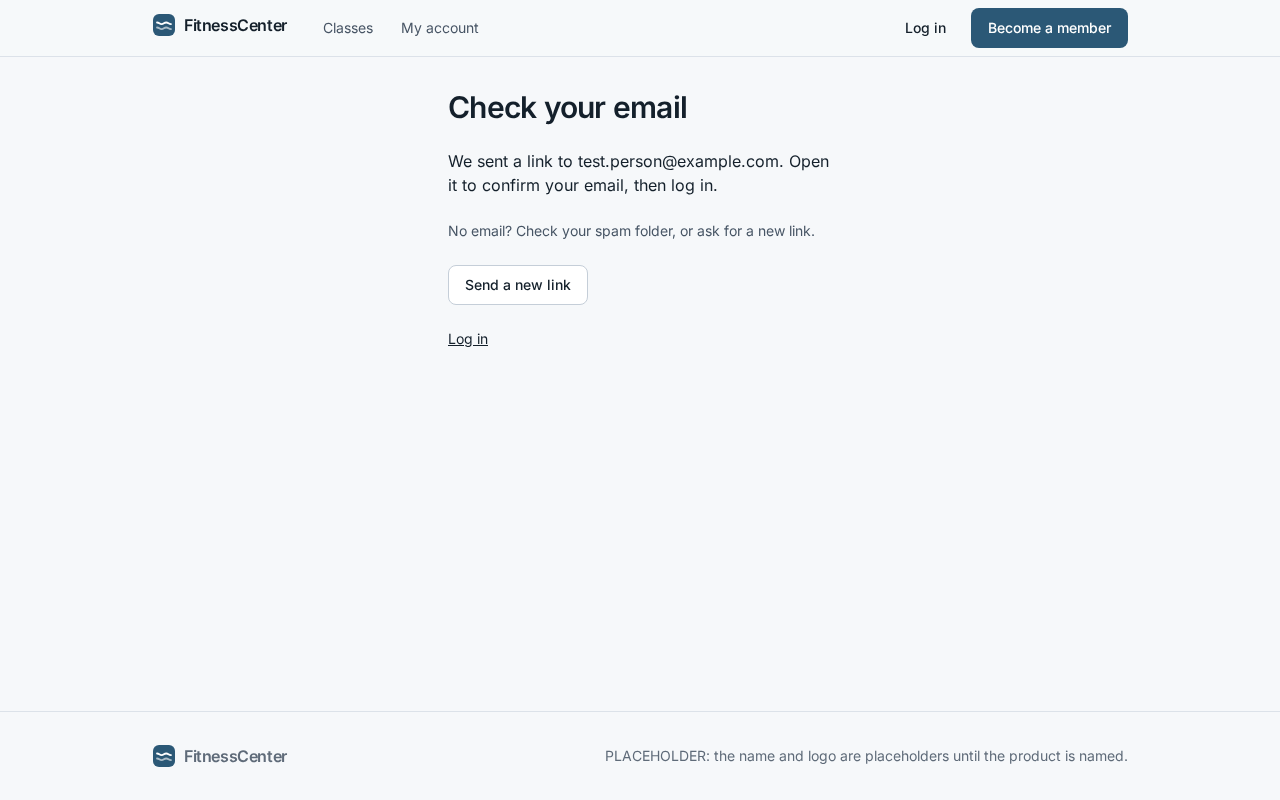 FitnessCenter
Classes
My account
Log in
Become a member
Check your email
We sent a link to test.person@example.com. Open
it to confirm your email, then log in.
No email? Check your spam folder, or ask for a new link.
Send a new link
Log in
FitnessCenter
PLACEHOLDER: the name and logo are placeholders until the product is named.